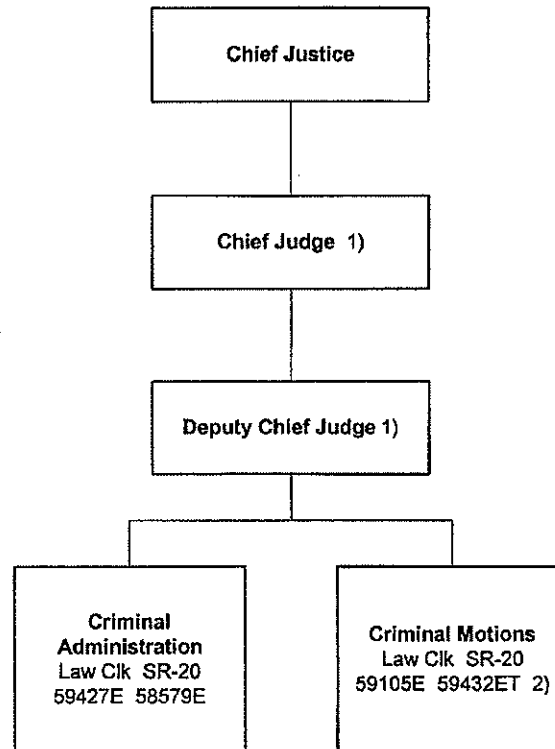 Chief Justice
Chief Judge 1)
Deputy Chief Judge 1)
Criminal
Administration
Law Clk SR-20
59427E 58579E
Criminal Motions
Law Clk SR-20
59105E 59432ET 2)